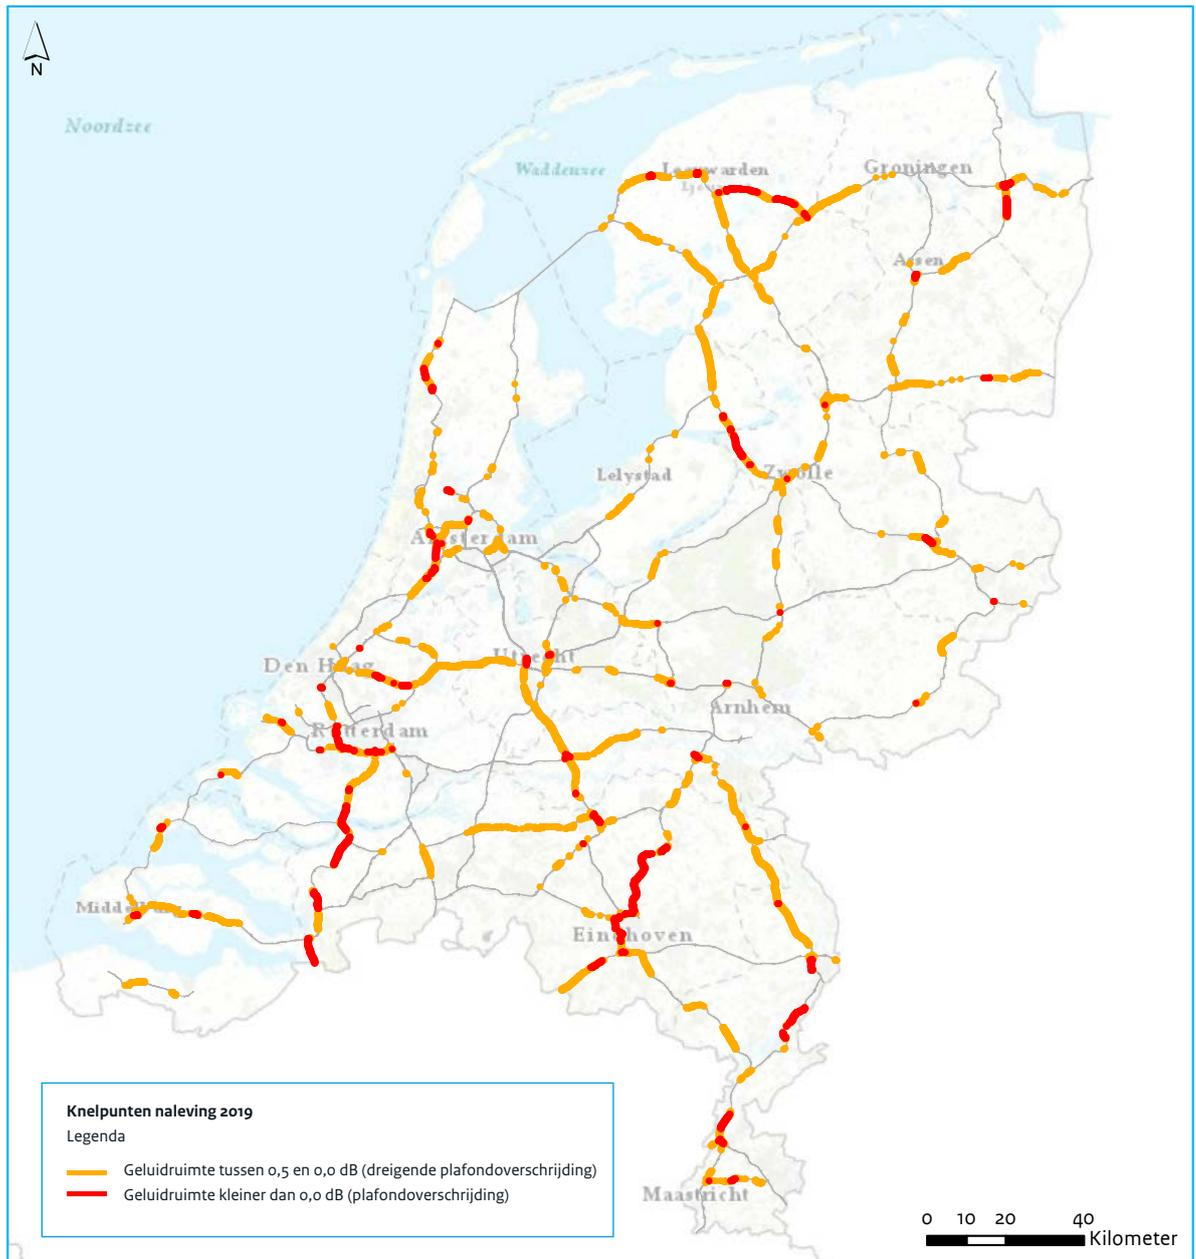 N
Noordzee
Waddenzee
Leeuwarden
Groningen
Assen
Lelystad
Zwolle
Amsterdam
Utrecht
Den Haag
Arnhem
Rotterdam
Middelburg
Eindhoven
Maastricht
Knelpunten naleving 2019
Legenda
Geluidruimte tussen 0,5 en 0,0 dB (dreigende plafondoverschrijding)
Geluidruimte kleiner dan 0,0 dB (plafondoverschrijding)
0 10 20 40
Kilometer